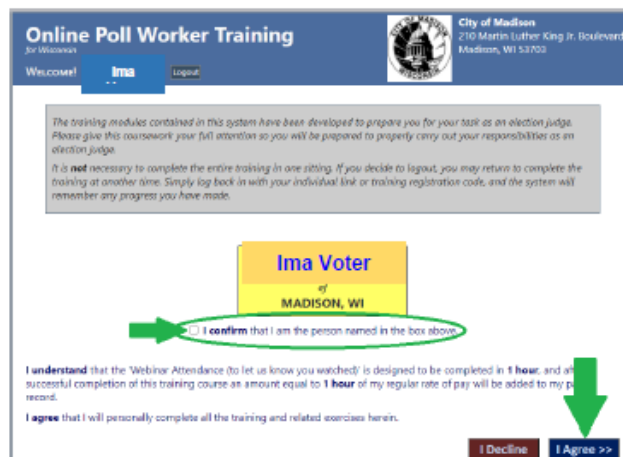 Online Poll Worker Training
for Wisconsin
WELCOME! Ima Logout
CITY OF MADISON
WISCONSIN
City of Madison
210 Martin Luther King Jr. Boulevard
Madison, WI 53703
The training modules contained in this system have been developed to prepare you for your task as an election judge.
Please give this coursework your full attention so you will be prepared to properly carry out your responsibilities as an
election judge.
It is not necessary to complete the entire training in one sitting. If you decide to logout, you may return to complete the
training at another time. Simply log back in with your individual link or training registration code, and the system will
remember any progress you have made.
Ima Voter
of
MADISON, WI
I confirm that I am the person named in the box above.
I understand that the 'Webinar Attendance (to let us know you watched)' is designed to be completed in 1 hour, and
successful completion of this training course an amount equal to 1 hour of my regular rate of pay will be added to my
record.
I agree that I will personally complete all the training and related exercises herein.
I Decline I Agree >>